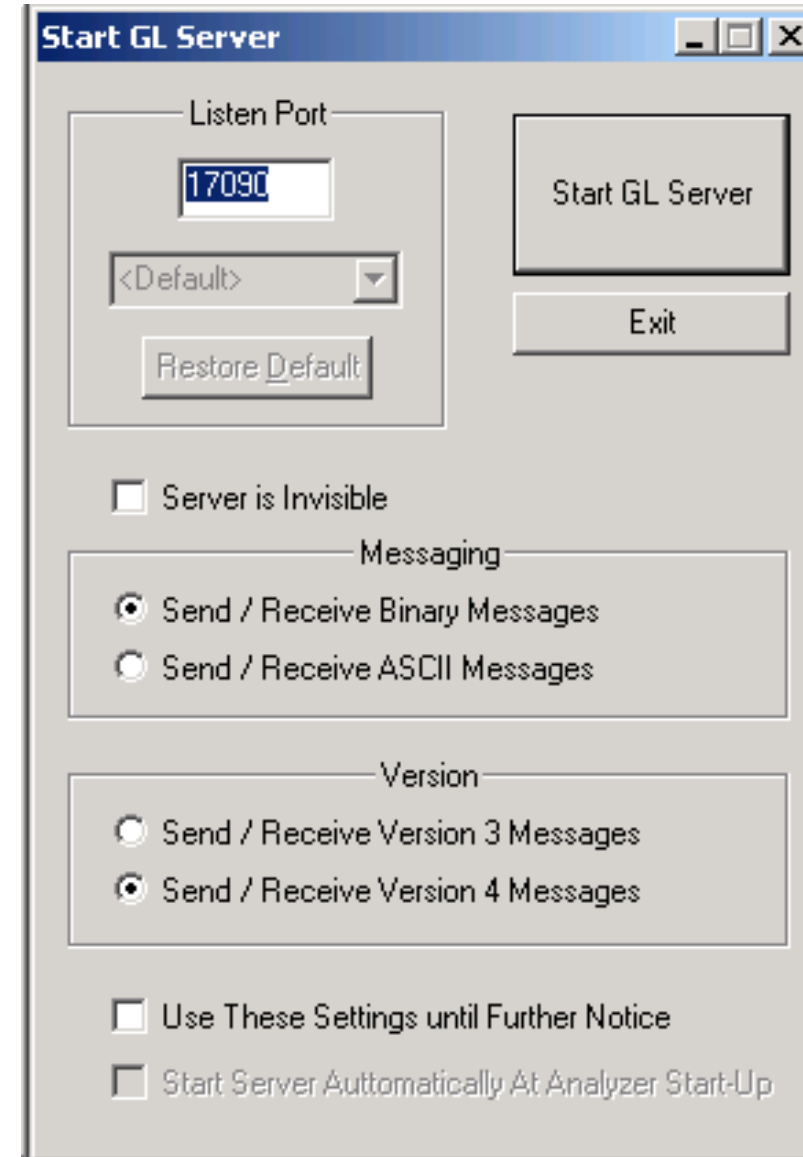 Start GL Server
Listen Port
17090
<Default>
Restore Default
Start GL Server
Exit
Server is Invisible
Messaging
Send / Receive Binary Messages
Send / Receive ASCII Messages
Version
Send / Receive Version 3 Messages
Send / Receive Version 4 Messages
Use These Settings until Further Notice
Start Server Auttomatically At Analyzer Start-Up